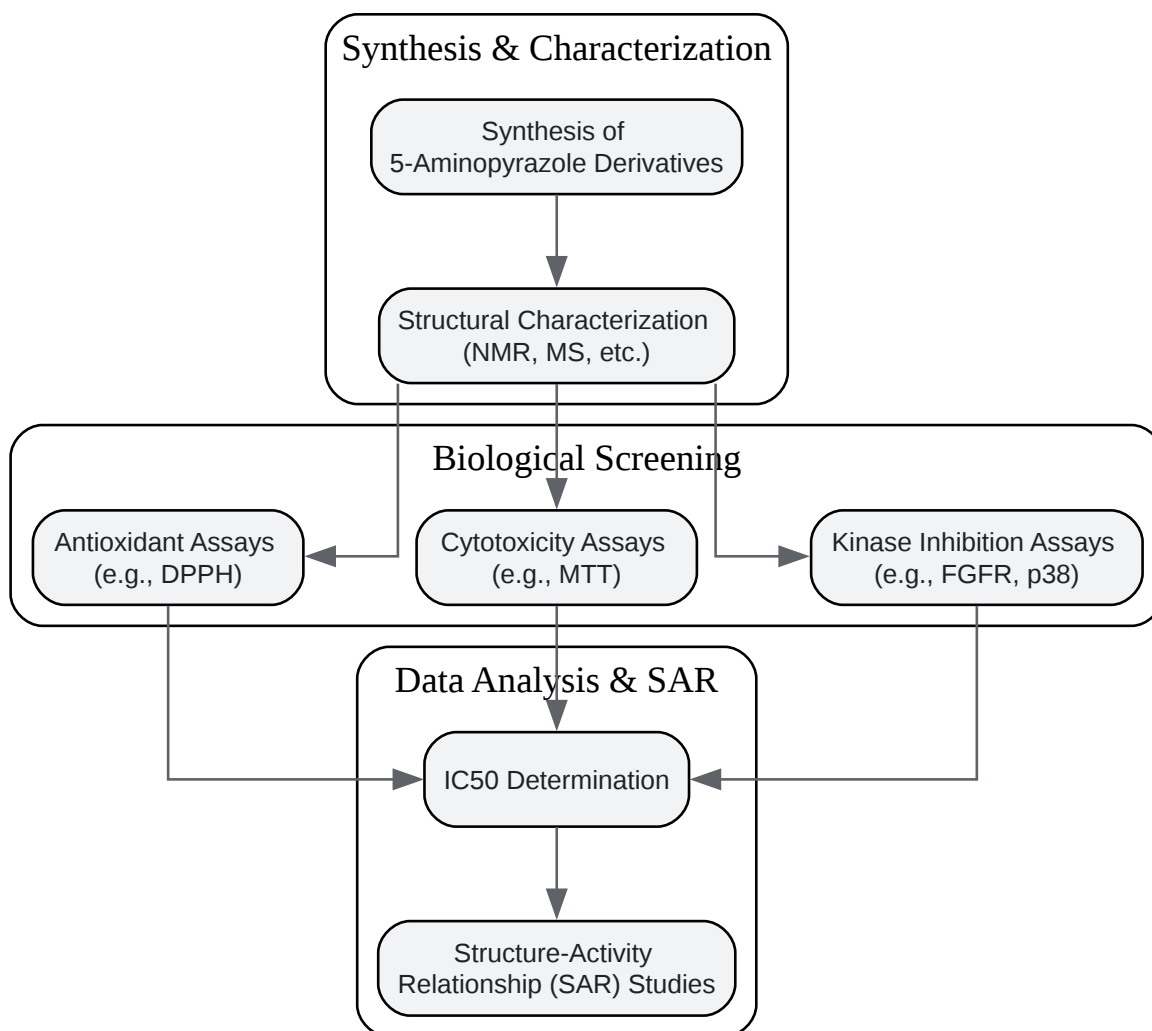 Synthesis & Characterization
Synthesis of
5-Aminopyrazole Derivatives
Structural Characterization
(NMR, MS, etc.)
Biological Screening
Antioxidant Assays
(e.g., DPPH)
Cytotoxicity Assays
(e.g., MTT)
Kinase Inhibition Assays
(e.g., FGFR, p38)
Data Analysis & SAR
IC50 Determination
Structure-Activity
Relationship (SAR) Studies